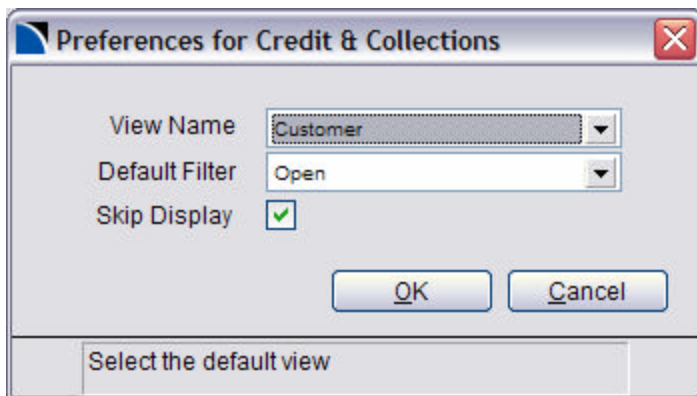 Preferences for Credit & Collections
View Name Customer
Default Filter Open
Skip Display
OK Cancel
Select the default view